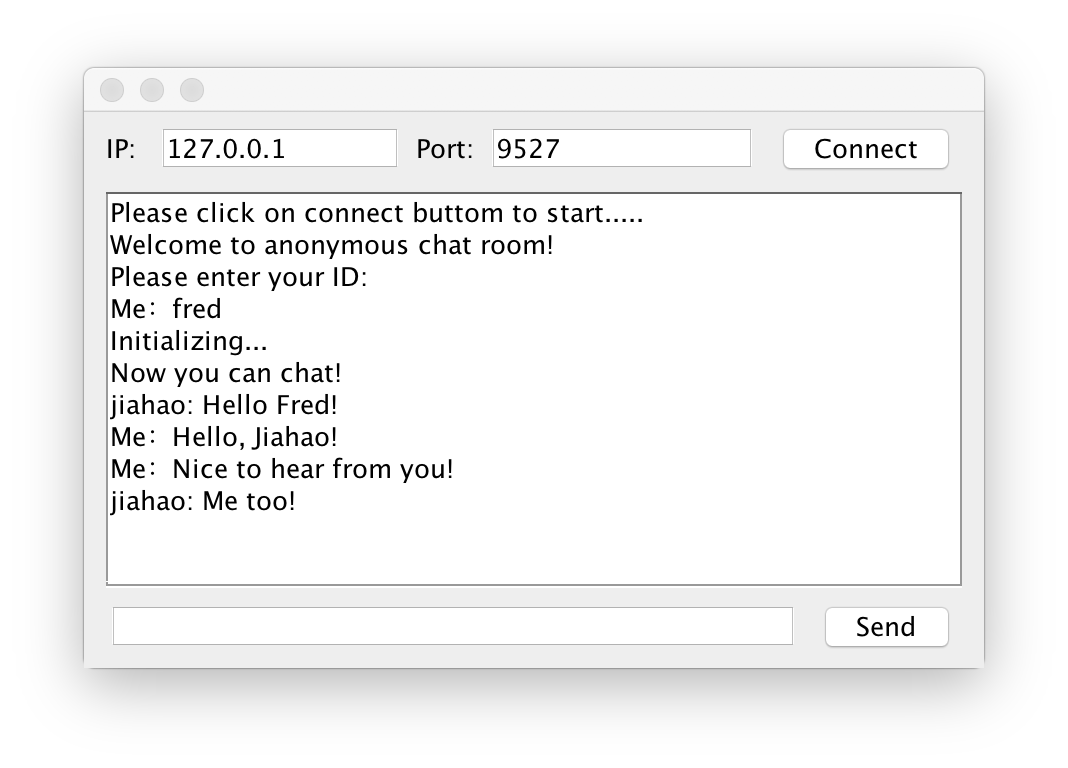 IP: 127.0.0.1 Port: 9527 Connect
Please click on connect buttom to start.....
Welcome to anonymous chat room!
Please enter your ID:
Me：fred
Initializing...
Now you can chat!
jiahao: Hello Fred!
Me：Hello, Jiahao!
Me：Nice to hear from you!
jiahao: Me too!
Send